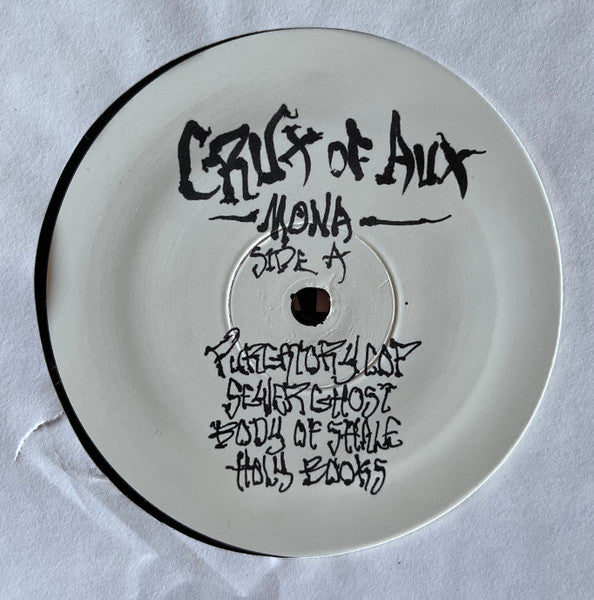 CRUX OF AUX
MONA
SIDE A
PURGATORY COP
SEWER GHOST
BODY OF SHALE
HOLY BOOKS